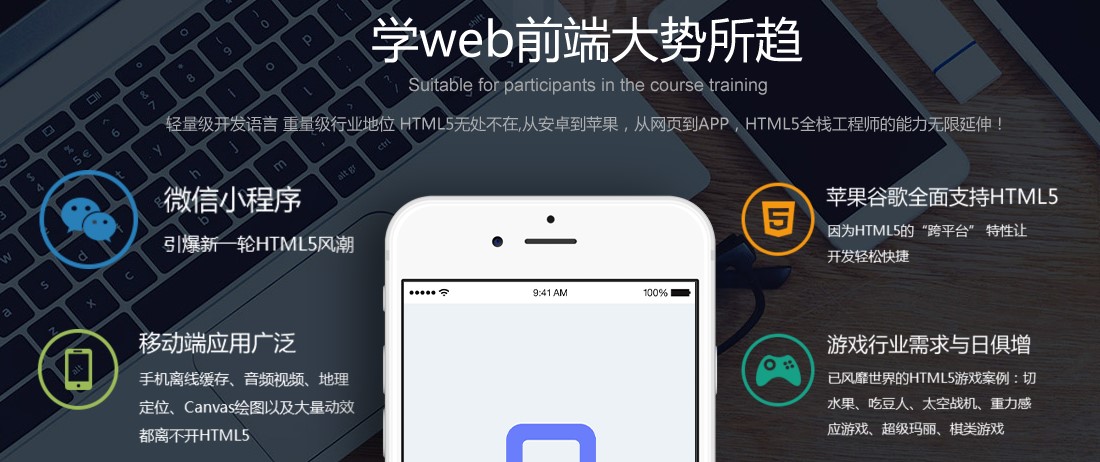 学web前端大势所趋
Suitable for participants in the course training
轻量级开发语言 重量级行业地位 HTML5无处不在,从安卓到苹果，从网页到APP，HTML5全栈工程师的能力无限延伸！
微信小程序
引爆新一轮HTML5风潮
苹果谷歌全面支持HTML5
因为HTML5的“跨平台” 特性让
开发轻松快捷
9:41 AM
100%
移动端应用广泛
手机离线缓存、音频视频、地理
定位、Canvas绘图以及大量动效
都离不开HTML5
游戏行业需求与日俱增
已风靡世界的HTML5游戏案例：切
水果、吃豆人、太空战机、重力感
应游戏、超级玛丽、棋类游戏